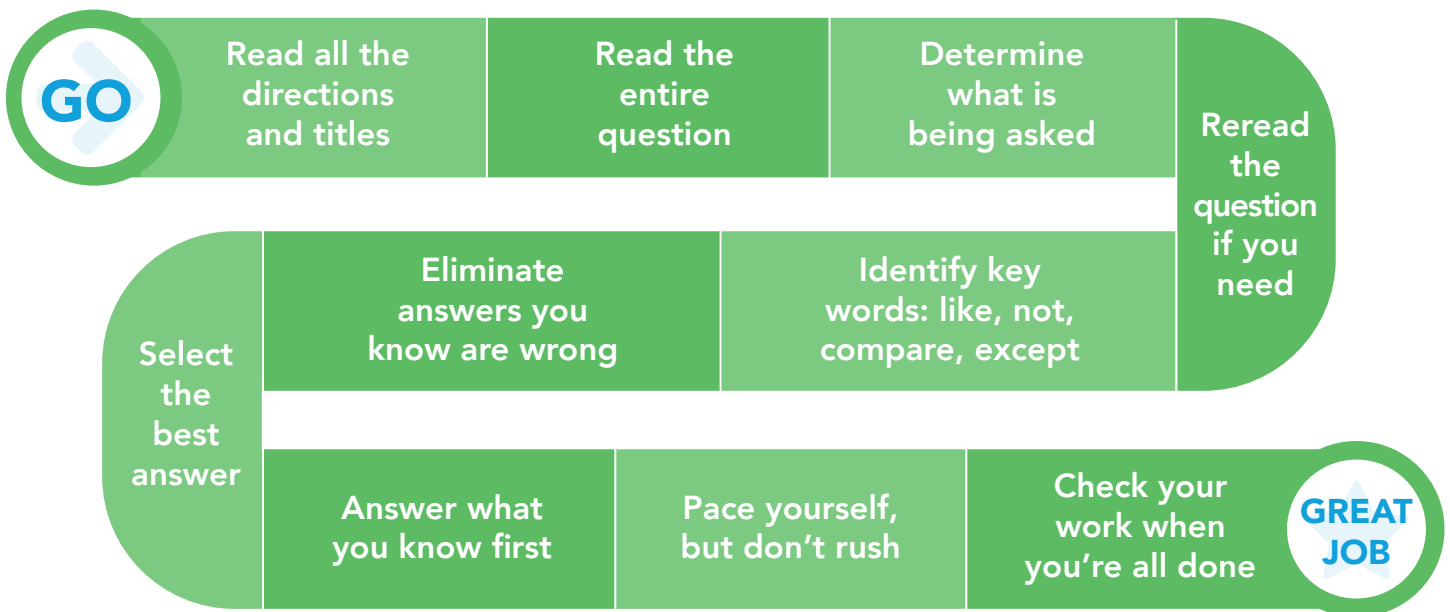 GO
Read all the
directions
and titles
Read the
entire
question
Determine
what is
being asked
Reread
the
question
if you
need
Identify key
words: like, not,
compare, except
Eliminate
answers you
know are wrong
Select
the
best
answer
Answer what
you know first
Pace yourself,
but don’t rush
Check your
work when
you’re all done
GREAT
JOB